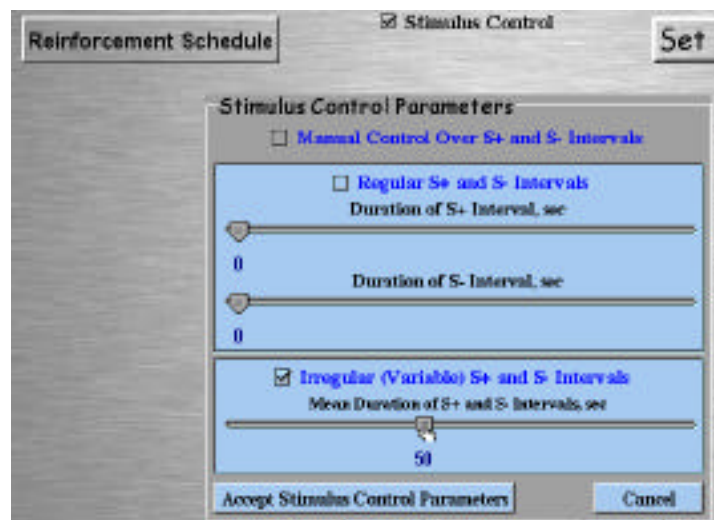 Stimulus Control
Reinforcement Schedule
Set
Stimulus Control Parameters
Manual Control Over S+ and S- Intervals
Regular S+ and S- Intervals
Duration of S+ Interval, sec
0
Duration of S- Interval, sec
0
Irregular (Variable) S+ and S- Intervals
Mean Duration of S+ and S- Intervals, sec
50
Accept Stimulus Control Parameters
Cancel